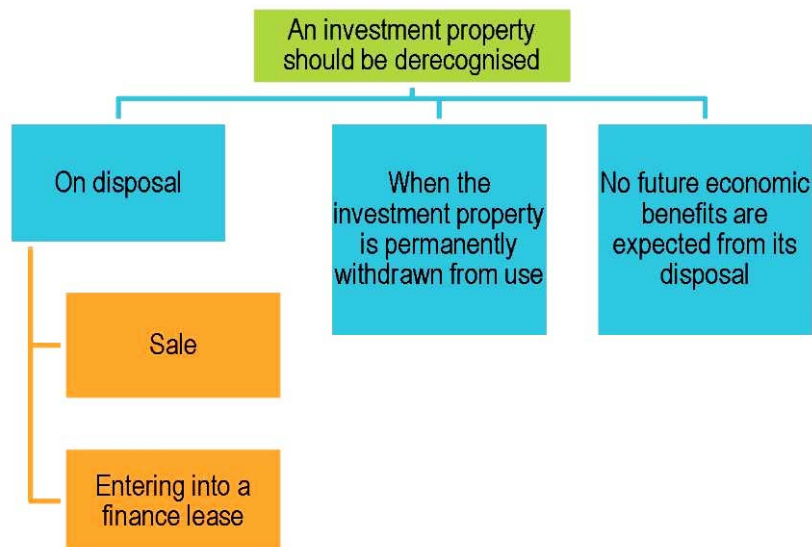 An investment property
should be derecognised
On disposal
When the
investment property
is permanently
withdrawn from use
No future economic
benefits are
expected from its
disposal
Sale
Entering into a
finance lease